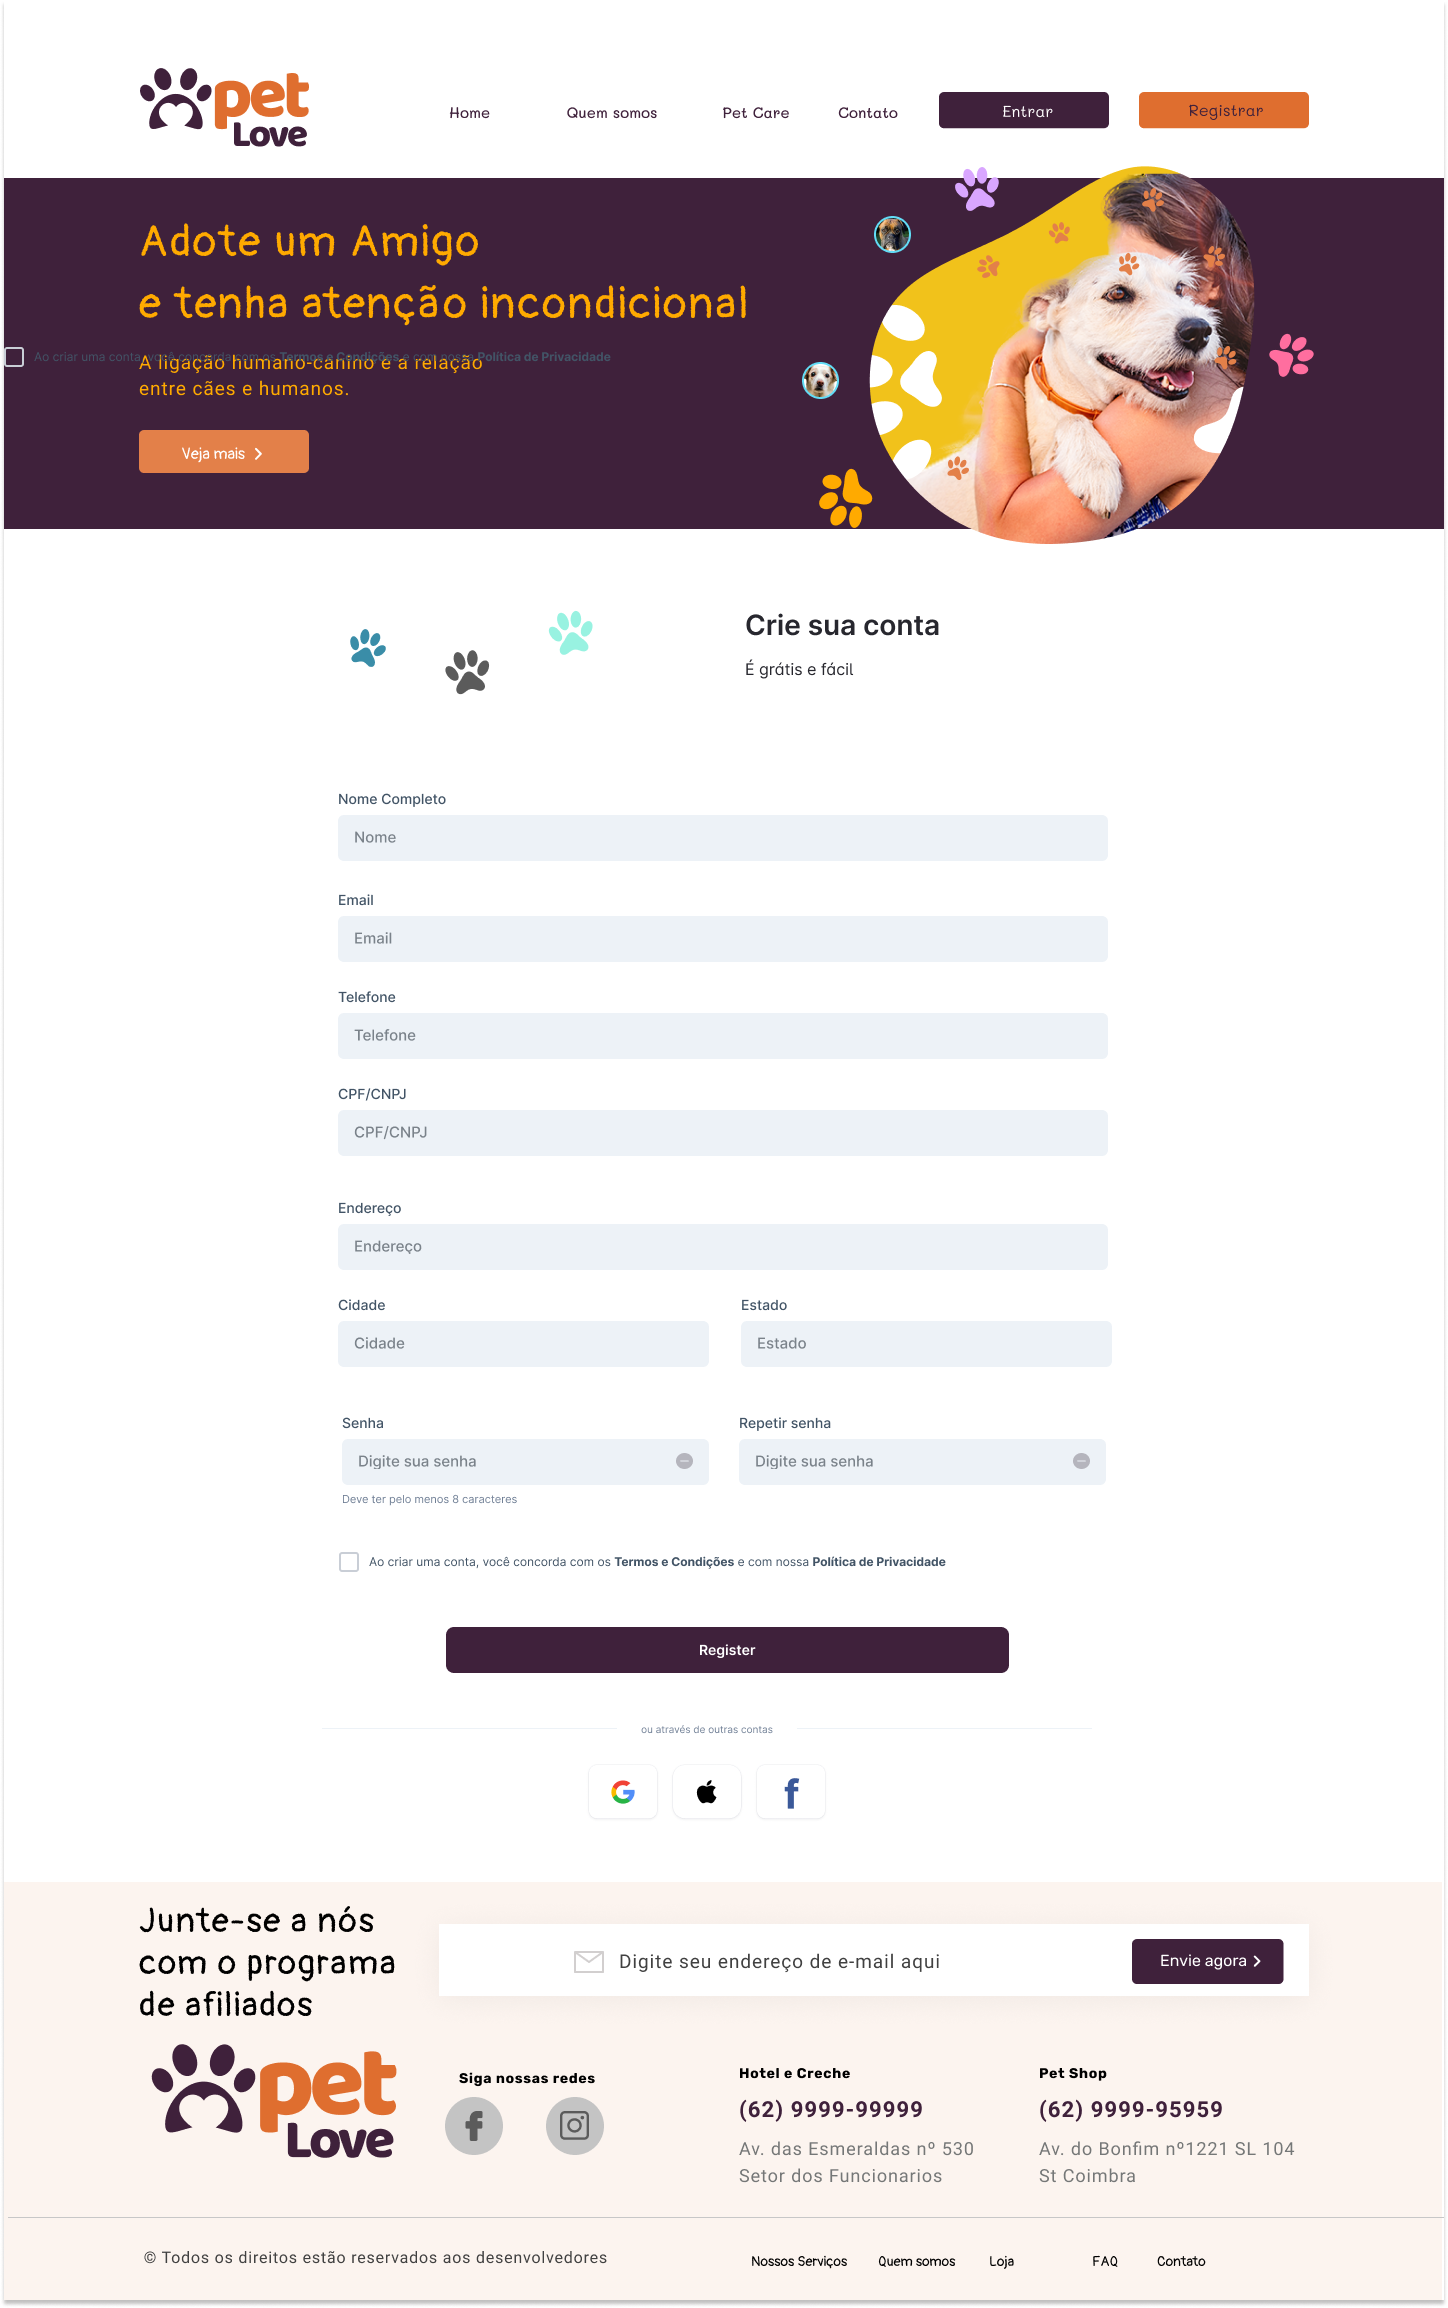 pet
Love
Home
Quem somos
Pet Care
Contato
Entrar
Registrar
Adote um Amigo
e tenha atenção incondicional
Ao criar uma conta, você concorda com os Termos e Condições e com nossa Política de Privacidade
A ligação humano-canino e a relação
entre cães e humanos.
Veja mais
Crie sua conta
É grátis e fácil
Nome Completo
Nome
Email
Email
Telefone
Telefone
CPF/CNPJ
CPF/CNPJ
Endereço
Endereço
Cidade
Estado
Cidade
Estado
Senha
Repetir senha
Digite sua senha
Digite sua senha
Deve ter pelo menos 8 caracteres
Ao criar uma conta, você concorda com os Termos e Condições e com nossa Política de Privacidade
Register
ou através de outras contas
Junte-se a nós
com o programa
de afiliados
Digite seu endereço de e-mail aqui
Envie agora
pet
Love
Siga nossas redes
Hotel e Creche
(62) 9999-99999
Av. das Esmeraldas nº 530
Setor dos Funcionarios
Pet Shop
(62) 9999-95959
Av. do Bonfim nº1221 SL 104
St Coimbra
© Todos os direitos estão reservados aos desenvolvedores
Nossos Serviços
Quem somos
Loja
FAQ
Contato